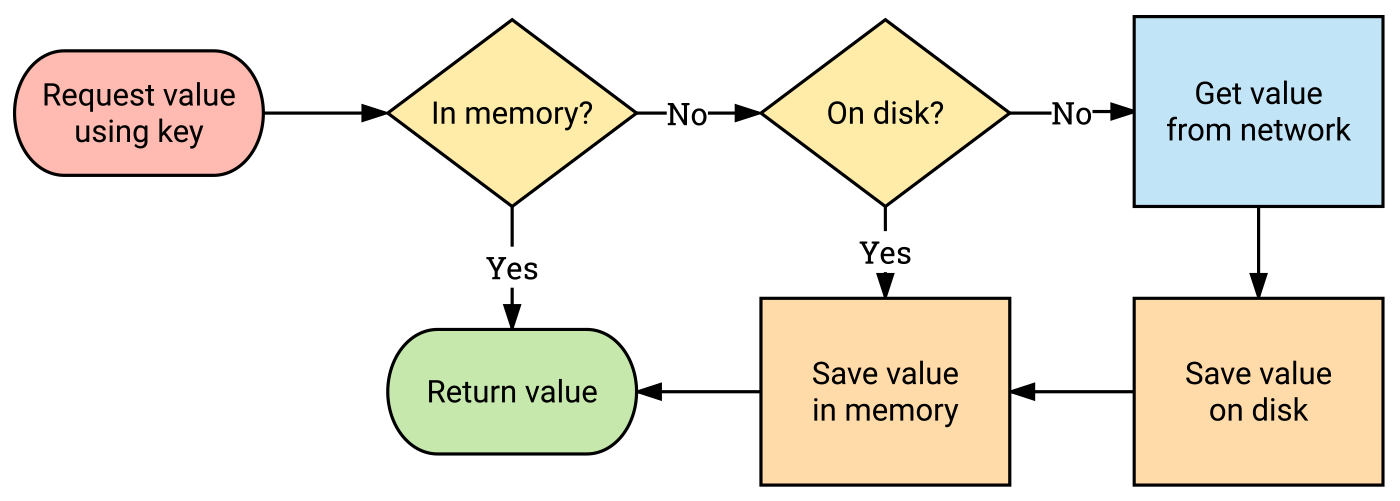 Request value
using key
In memory?
No
On disk?
No
Get value
from network
Yes
Yes
Return value
Save value
in memory
Save value
on disk